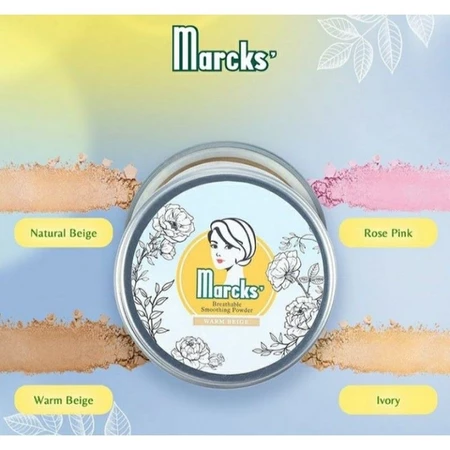 Marcks'
Natural Beige
Rose Pink
Marcks'
Breathable
Smoothing Powder
WARM BEIGE
Warm Beige
Ivory